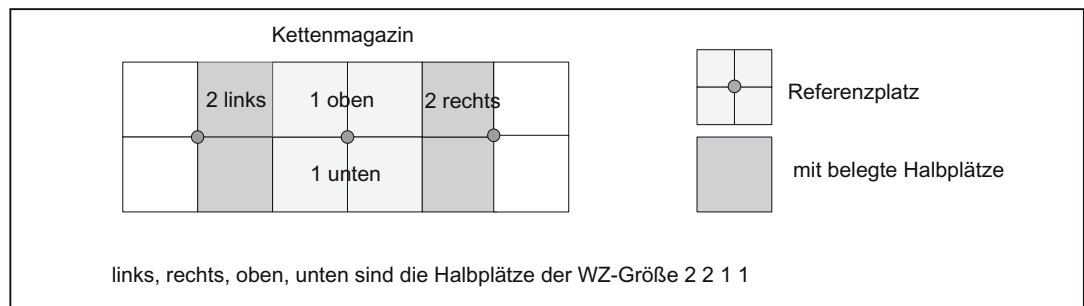 Kettenmagazin
2 links 1 oben 2 rechts
1 unten
Referenzplatz
mit belegte Halbplätze
links, rechts, oben, unten sind die Halbplätze der WZ-Größe 2 2 1 1